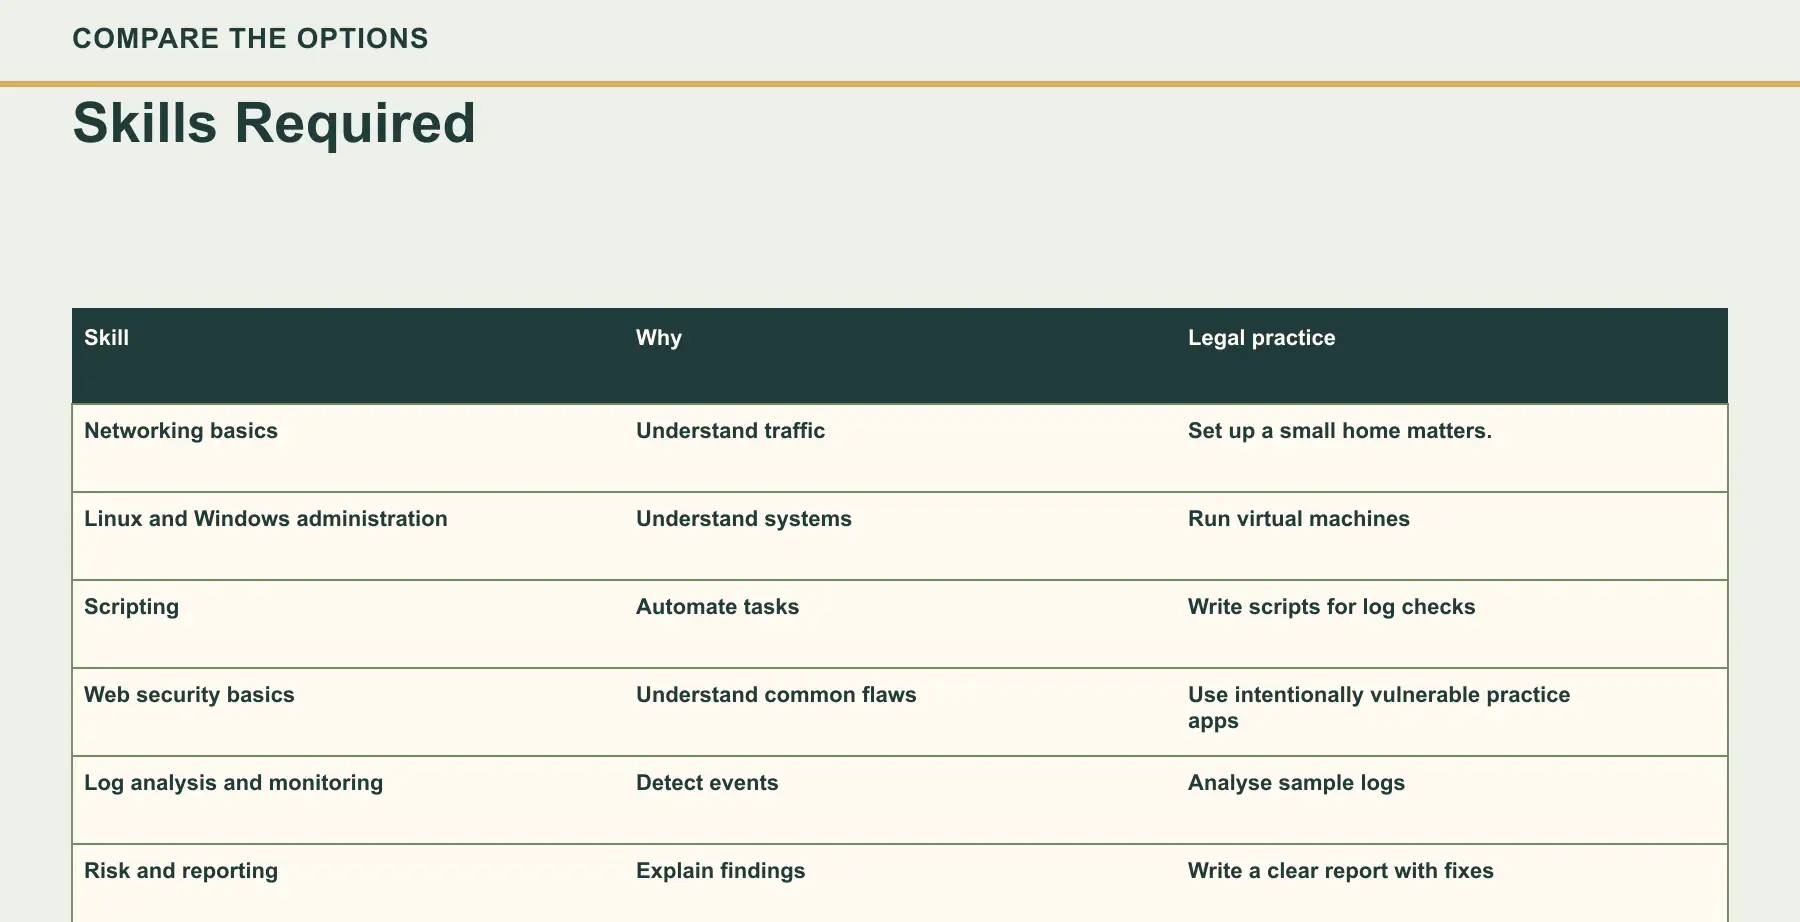 COMPARE THE OPTIONS
Skills Required
Skill Why Legal practice
Networking basics Understand traffic Set up a small home matters.
Linux and Windows administration Understand systems Run virtual machines
Scripting Automate tasks Write scripts for log checks
Web security basics Understand common flaws Use intentionally vulnerable practice
apps
Log analysis and monitoring Detect events Analyse sample logs
Risk and reporting Explain findings Write a clear report with fixes